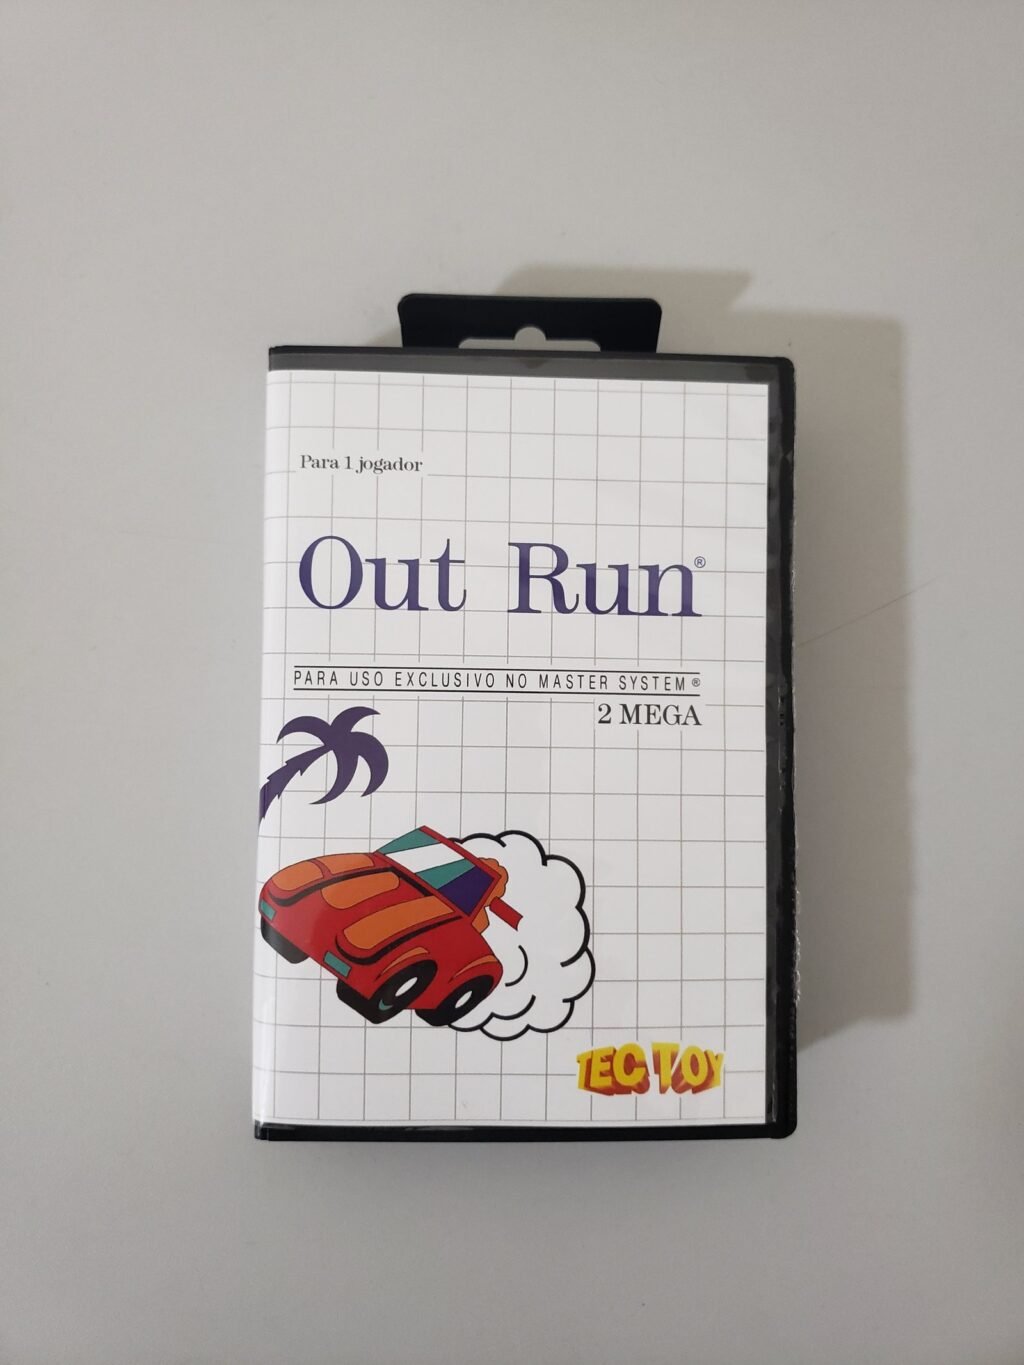 Para 1 jogador
Out Run®
PARA USO EXCLUSIVO NO MASTER SYSTEM®
2 MEGA
TEC TOY